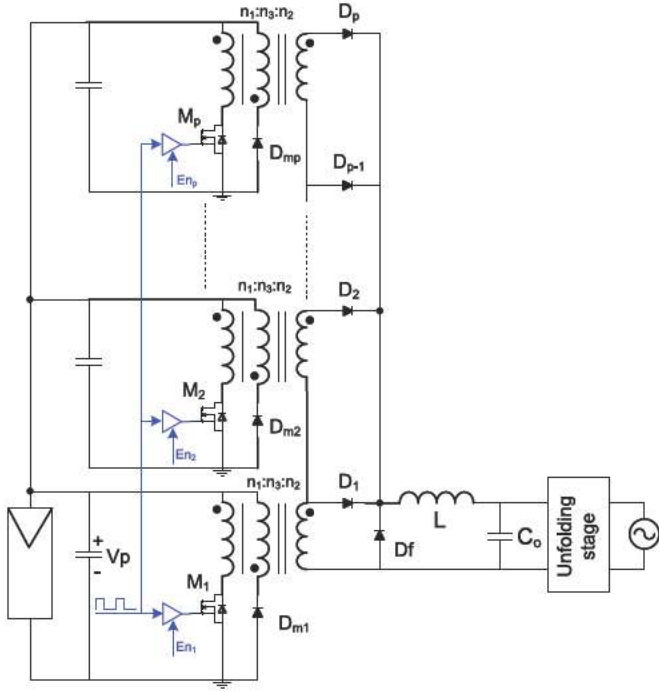 n₁:n₃:n₂
Dₚ
Mₚ
Dₘₚ
Enₚ
Dₚ₋₁
n₁:n₃:n₂
D₂
M₂
Dₘ₂
En₂
n₁:n₃:n₂
D₁
L
Vp
+
-
Df
Cₒ
Unfolding
stage
M₁
Dₘ₁
En₁